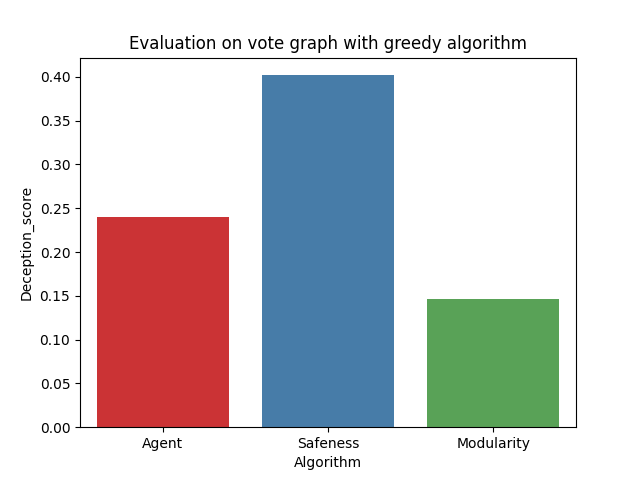 Evaluation on vote graph with greedy algorithm
0.40
0.35
0.30
0.25
0.20
0.15
0.10
0.05
0.00
Deception_score
Agent
Safeness
Modularity
Algorithm